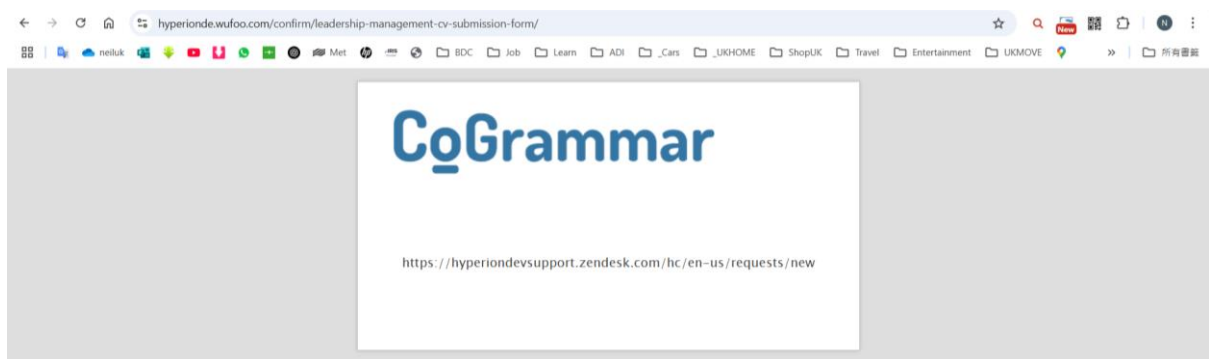 hyperionde.wufoo.com/confirm/leadership-management-cv-submission-form/
New
N
neiluk
Met
BDC
Job
Learn
ADI
_Cars
_UKHOME
ShopUK
Travel
Entertainment
UKMOVE
»
所有書籤
CoGrammar
https://hyperiondevsupport.zendesk.com/hc/en-us/requests/new